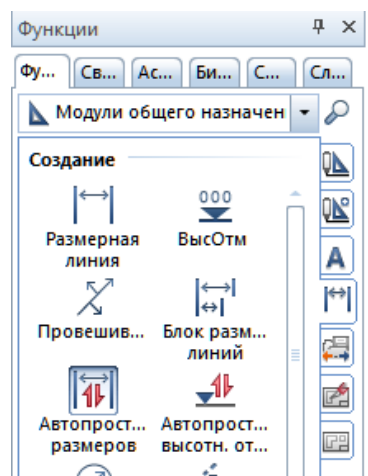 Функции
Фу... Св... Ас... Би... С... Сл...
Модули общего назначен
Создание
000
Размерная
линия
ВысОтм
Провешив...
Блок разм...
линий
A
Автопрост...
размеров
Автопрост...
высотн. от...